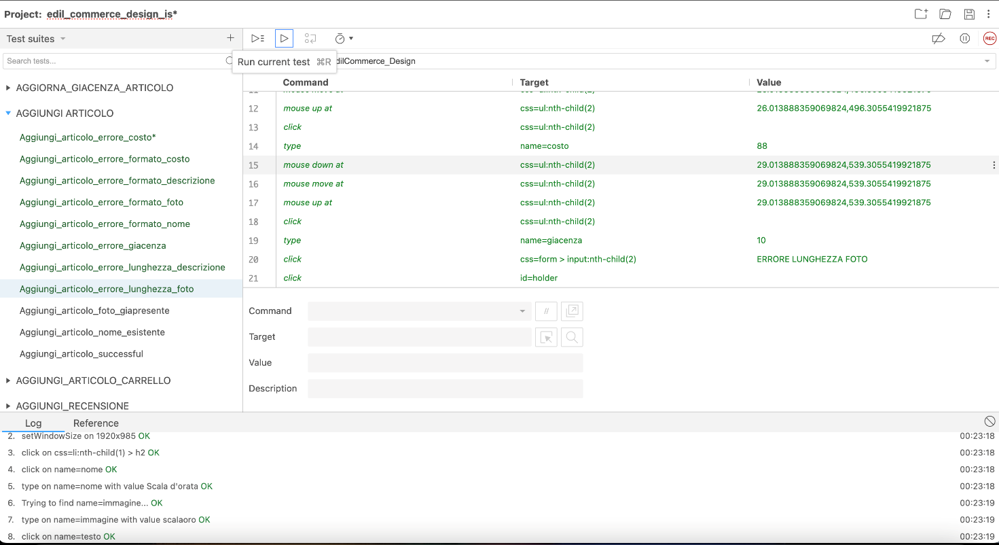 Project: edil_commerce_design_is*
Test suites
Search tests...
Run current test ⌘R
dilCommerce_Design
REC
Command Target Value
12 mouse up at css=ul:nth-child(2) 26.013888359069824,496.3055419921875
13 click css=ul:nth-child(2)
14 type name=costo 88
15 mouse down at css=ul:nth-child(2) 29.013888359069824,539.3055419921875
16 mouse move at css=ul:nth-child(2) 29.013888359069824,539.3055419921875
17 mouse up at css=ul:nth-child(2) 29.013888359069824,539.3055419921875
18 click css=ul:nth-child(2)
19 type name=giacenza 10
20 click css=form > input:nth-child(2) ERRORE LUNGHEZZA FOTO
21 click id=holder
AGGIORNA_GIACENZA_ARTICOLO
AGGIUNGI ARTICOLO
Aggiungi_articolo_errore_costo*
Aggiungi_articolo_errore_formato_costo
Aggiungi_articolo_errore_formato_descrizione
Aggiungi_articolo_errore_formato_foto
Aggiungi_articolo_errore_formato_nome
Aggiungi_articolo_errore_giacenza
Aggiungi_articolo_errore_lunghezza_descrizione
Aggiungi_articolo_errore_lunghezza_foto
Aggiungi_articolo_foto_giapresente
Aggiungi_articolo_nome_esistente
Aggiungi_articolo_successful
AGGIUNGI_ARTICOLO_CARRELLO
AGGIUNGI_RECENSIONE
Command //
Target
Value
Description
Log Reference
2. setWindowSize on 1920x985 OK 00:23:18
3. click on css=li:nth-child(1) > h2 OK 00:23:18
4. click on name=nome OK 00:23:18
5. type on name=nome with value Scala d'orata OK 00:23:18
6. Trying to find name=immagine... OK 00:23:19
7. type on name=immagine with value scalaoro OK 00:23:19
8. click on name=testo OK 00:23:19